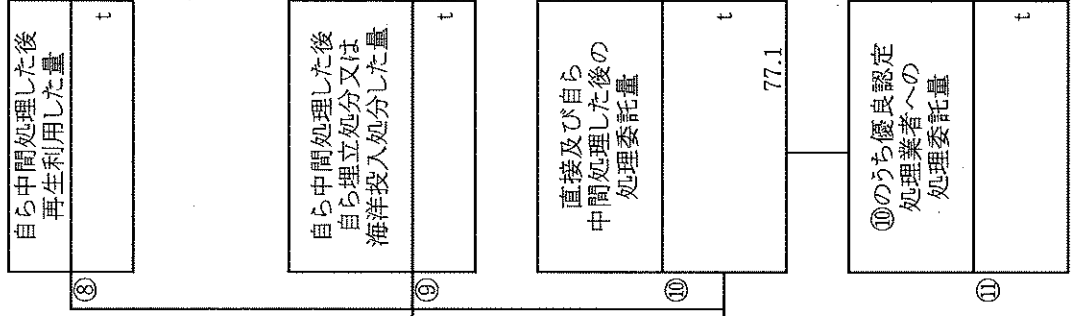 自ら中間処理した後
再生利用した量
⑧
t
自ら中間処理した後
自ら埋立処分又は
海洋投入処分した量
⑨
t
直接及び自ら
中間処理した後の
処理委託量
⑩
t
77.1
⑩のうち優良認定
処理業者への
処理委託量
⑪
t